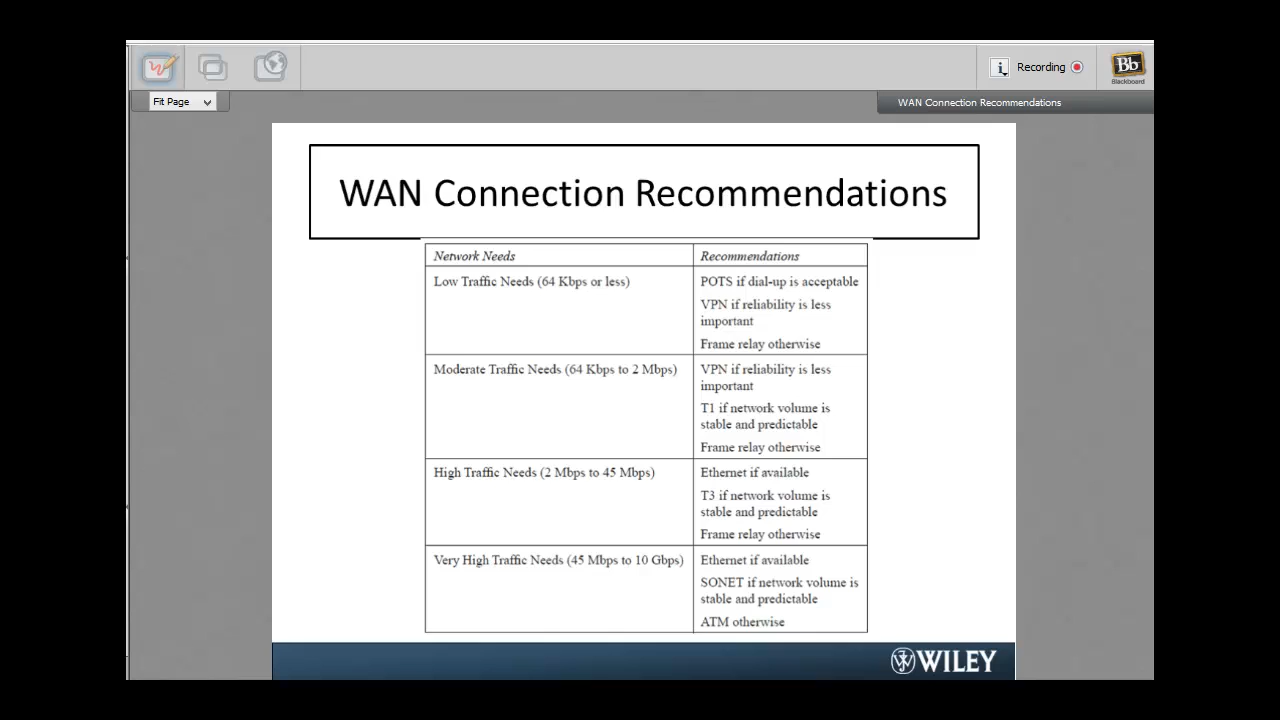 Recording
Bb
Blackboard
Fit Page
WAN Connection Recommendations
WAN Connection Recommendations
Network Needs
Recommendations
Low Traffic Needs (64 Kbps or less)
POTS if dial-up is acceptable
VPN if reliability is less
important
Frame relay otherwise
Moderate Traffic Needs (64 Kbps to 2 Mbps)
VPN if reliability is less
important
T1 if network volume is
stable and predictable
Frame relay otherwise
High Traffic Needs (2 Mbps to 45 Mbps)
Ethernet if available
T3 if network volume is
stable and predictable
Frame relay otherwise
Very High Traffic Needs (45 Mbps to 10 Gbps)
Ethernet if available
SONET if network volume is
stable and predictable
ATM otherwise
WILEY